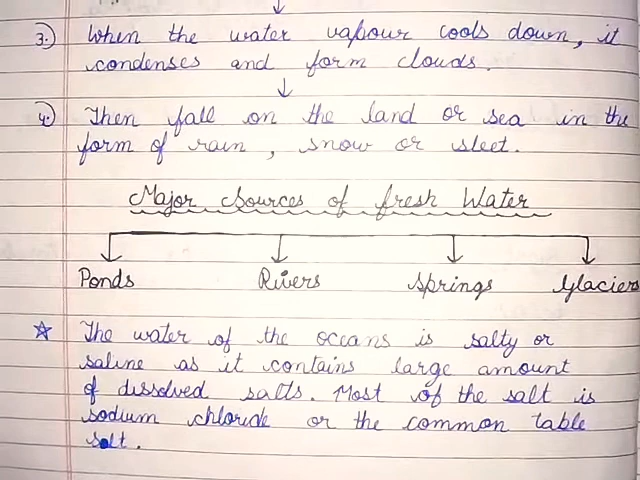 3.) When the water vapour cools down, it
condenses and form clouds.
4.) Then fall on the land or sea in the
form of rain, snow or sleet.
Major Sources of fresh Water
Ponds Rivers Springs Glaciers
☆ The water of the oceans is salty or
saline as it contains large amount
of dissolved salts. Most of the salt is
sodium chloride or the common table
salt.